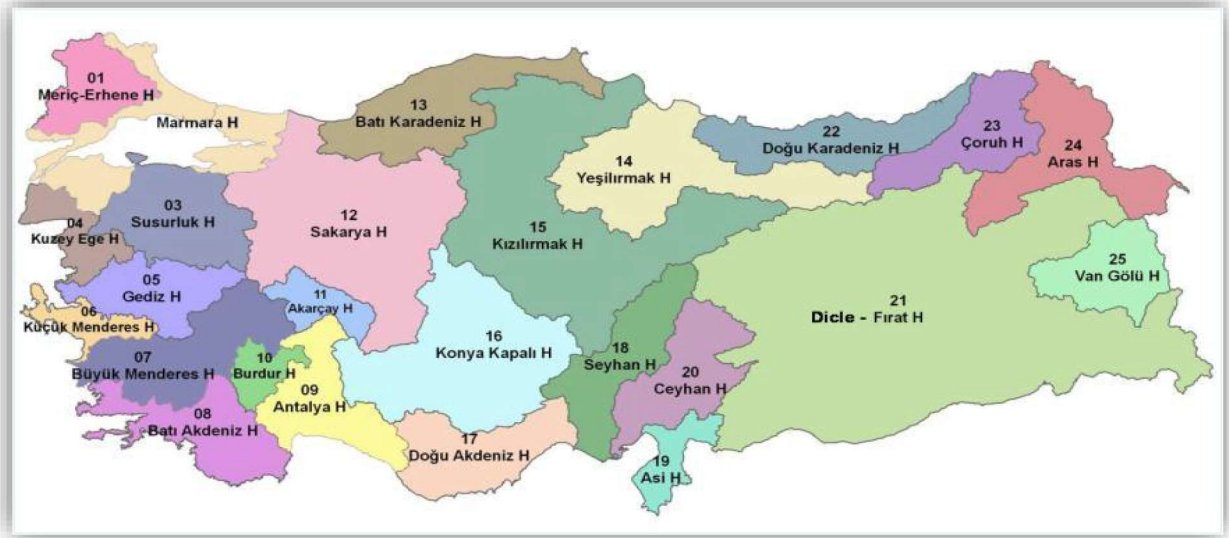 01
Meriç-Erhene H
Marmara H
03
Susurluk H
04
Kuzey Ege H
05
Gediz H
06
Küçük Menderes H
07
Büyük Menderes H
08
Batı Akdeniz H
09
Antalya H
10
Burdur H
11
Akarçay H
12
Sakarya H
13
Batı Karadeniz H
14
Yeşilırmak H
15
Kızılırmak H
16
Konya Kapalı H
17
Doğu Akdeniz H
18
Seyhan H
19
Asi H
20
Ceyhan H
21
Dicle - Fırat H
22
Doğu Karadeniz H
23
Çoruh H
24
Aras H
25
Van Gölü H